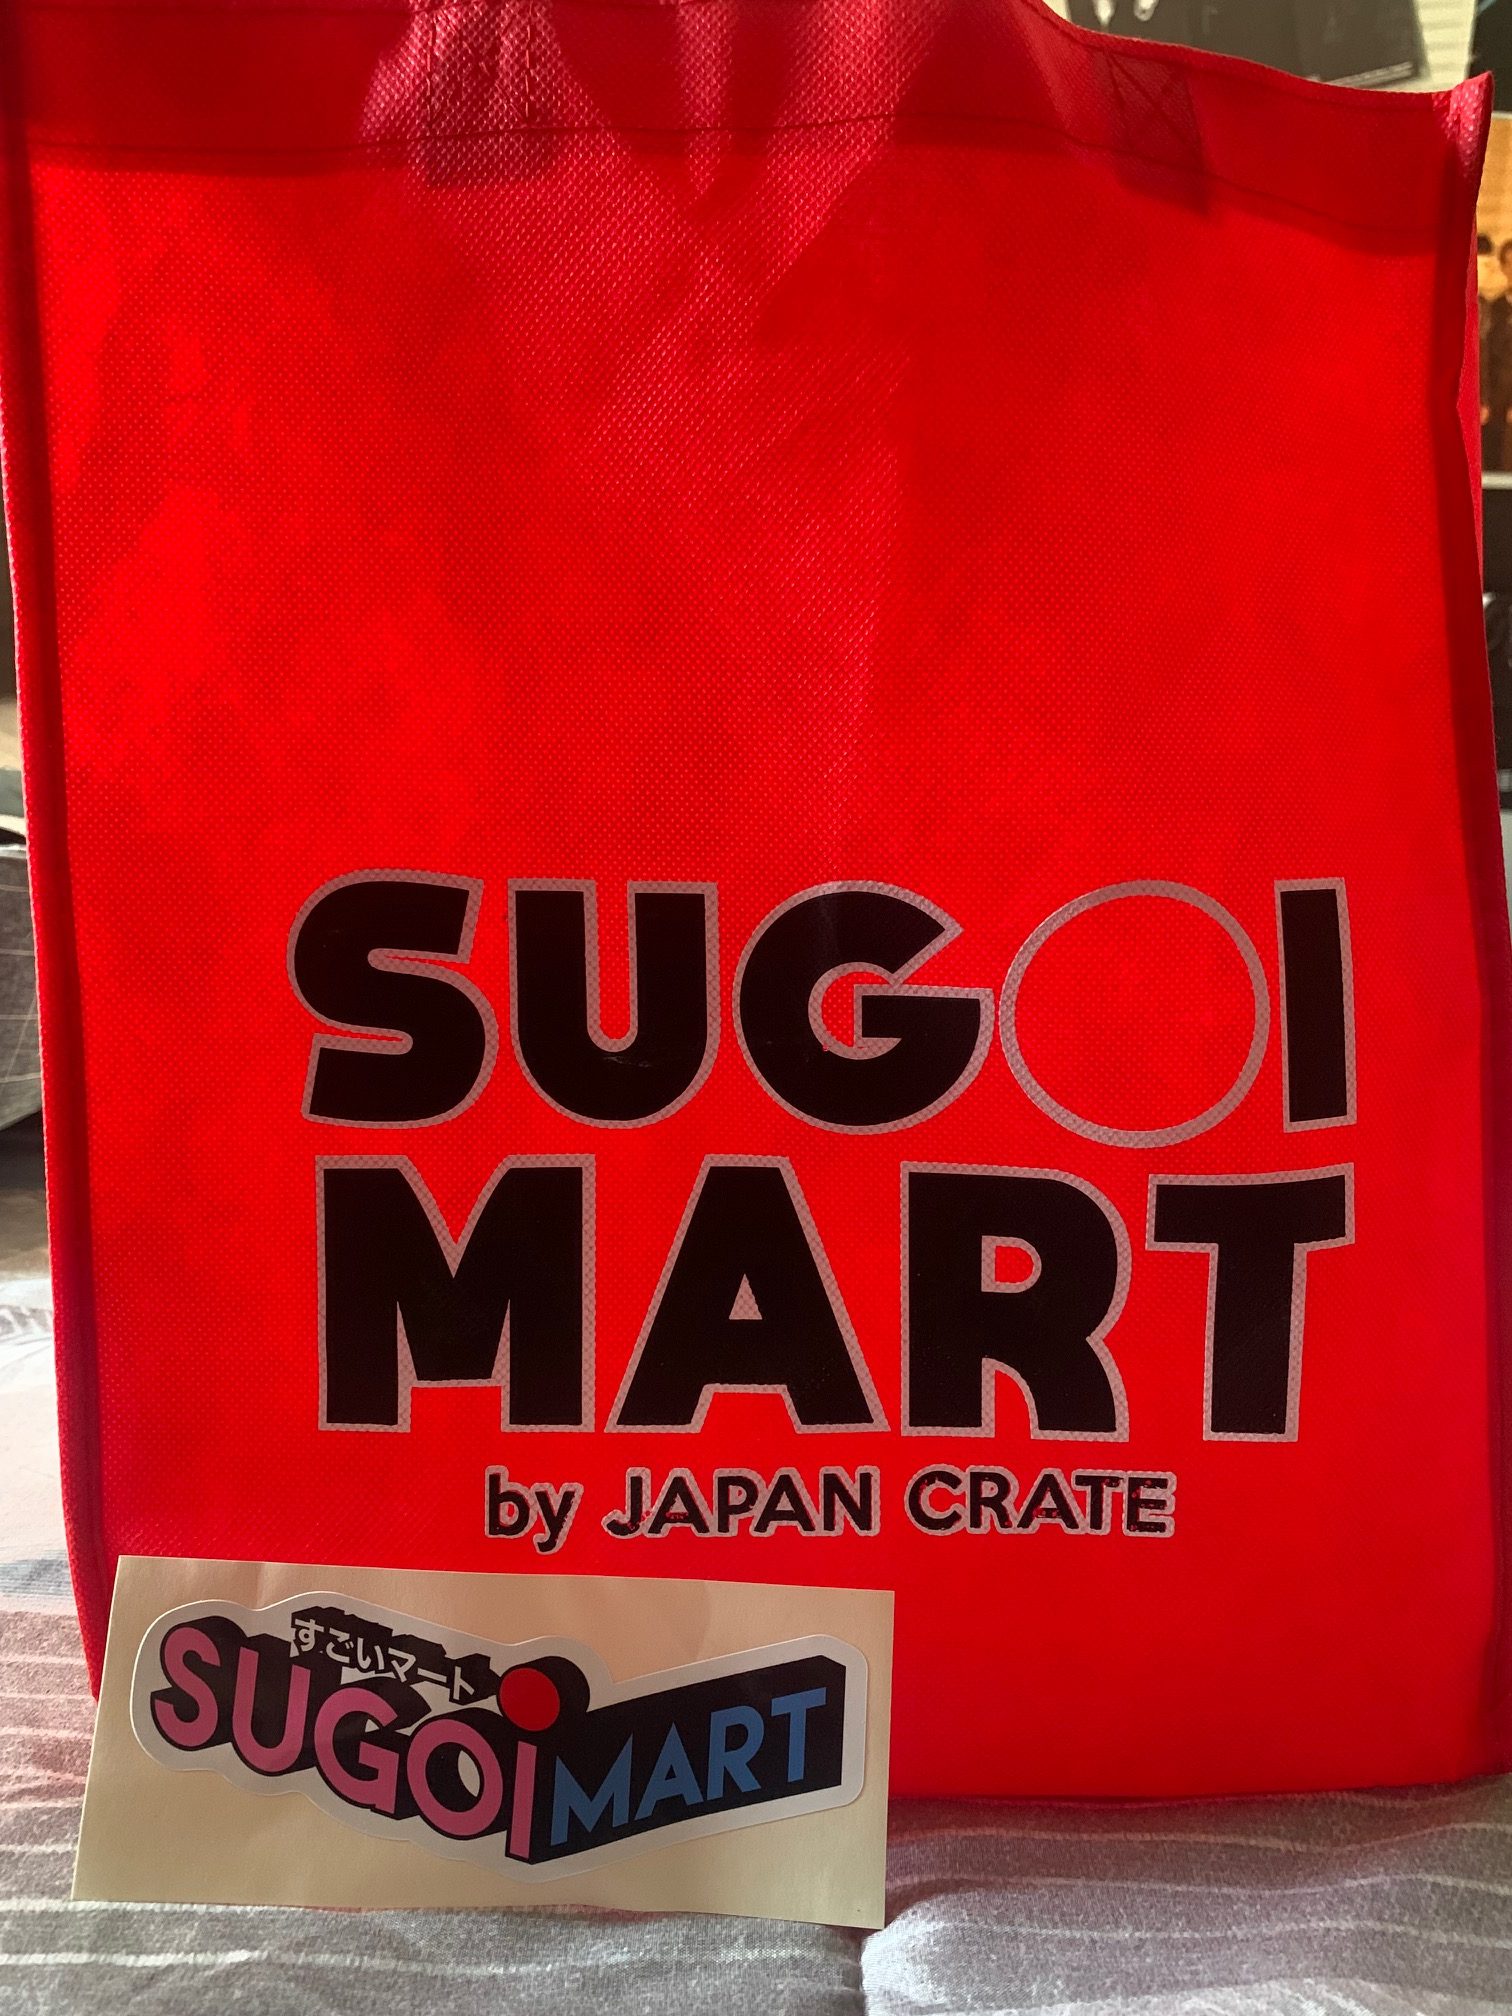 SUGOI
MART
by JAPAN CRATE
すごいマート
SUGOi MART